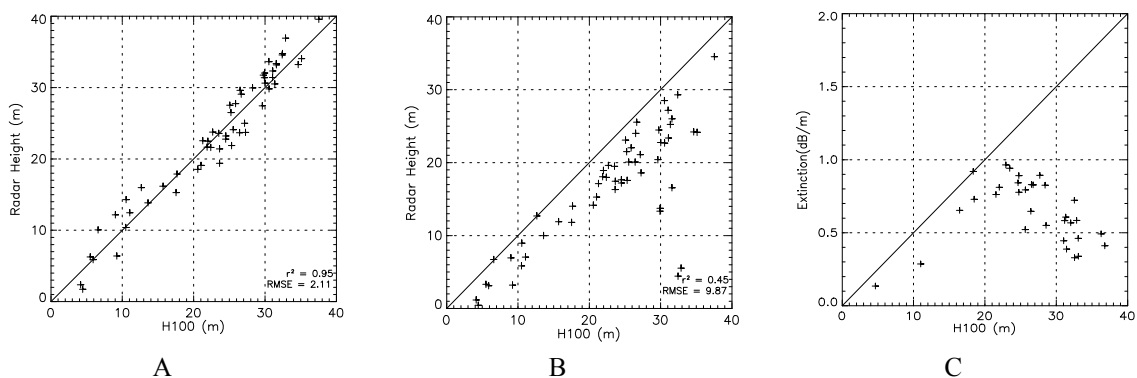 40
30
20
10
0
Radar Height (m)
0 10 20 30 40
H100 (m)
r² = 0.95
RMSE = 2.11
A
40
30
20
10
0
Radar Height (m)
0 10 20 30 40
H100 (m)
r² = 0.45
RMSE = 9.87
B
2.0
1.5
1.0
0.5
0.0
Extinction(dB/m)
0 10 20 30 40
H100 (m)
C